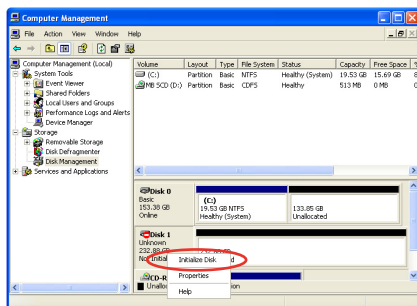 Computer Management
File Action View Window Help
Computer Management (Local)
System Tools
Event Viewer
Shared Folders
Local Users and Groups
Performance Logs and Alerts
Device Manager
Storage
Removable Storage
Disk Defragmenter
Disk Management
Services and Applications
Volume Layout Type File System Status Capacity Free Space
(C:) Partition Basic NTFS Healthy (System) 19.53 GB 15.69 GB
MB SCD (D:) Partition Basic CDFS Healthy 513 MB 0 MB
Disk 0
Basic
153.38 GB
Online
(C:)
19.53 GB NTFS
Healthy (System)
133.85 GB
Unallocated
Disk 1
Unknown
232.88 GB
Not Initial
Initialize Disk
Properties
Help
CD-R
Unalloc